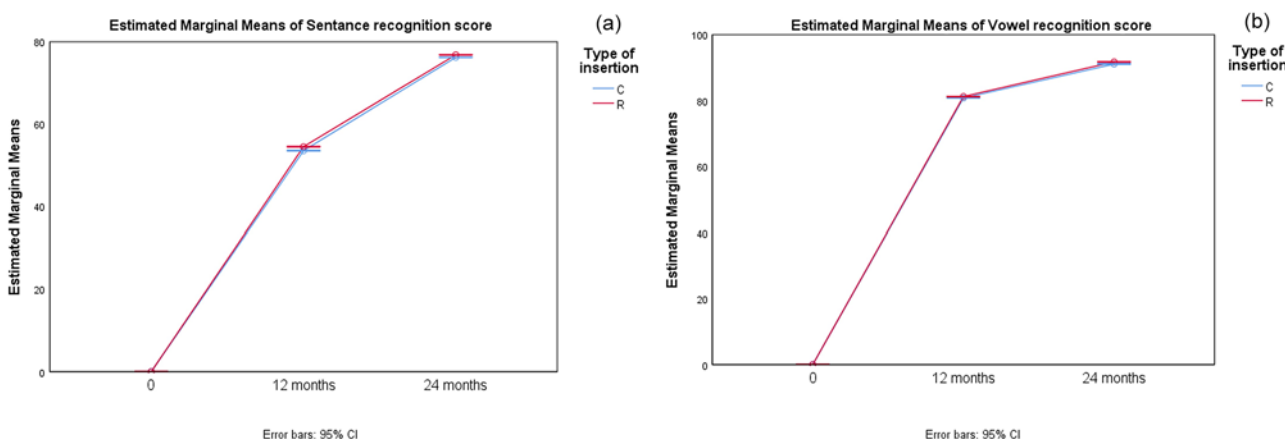 Estimated Marginal Means of Sentance recognition score
(a)
Type of
insertion
C
R
Estimated Marginal Means
80
60
40
20
0
0
12 months
24 months
Error bars: 95% CI
Estimated Marginal Means of Vowel recognition score
(b)
Type of
insertion
C
R
Estimated Marginal Means
100
80
60
40
20
0
0
12 months
24 months
Error bars: 95% CI